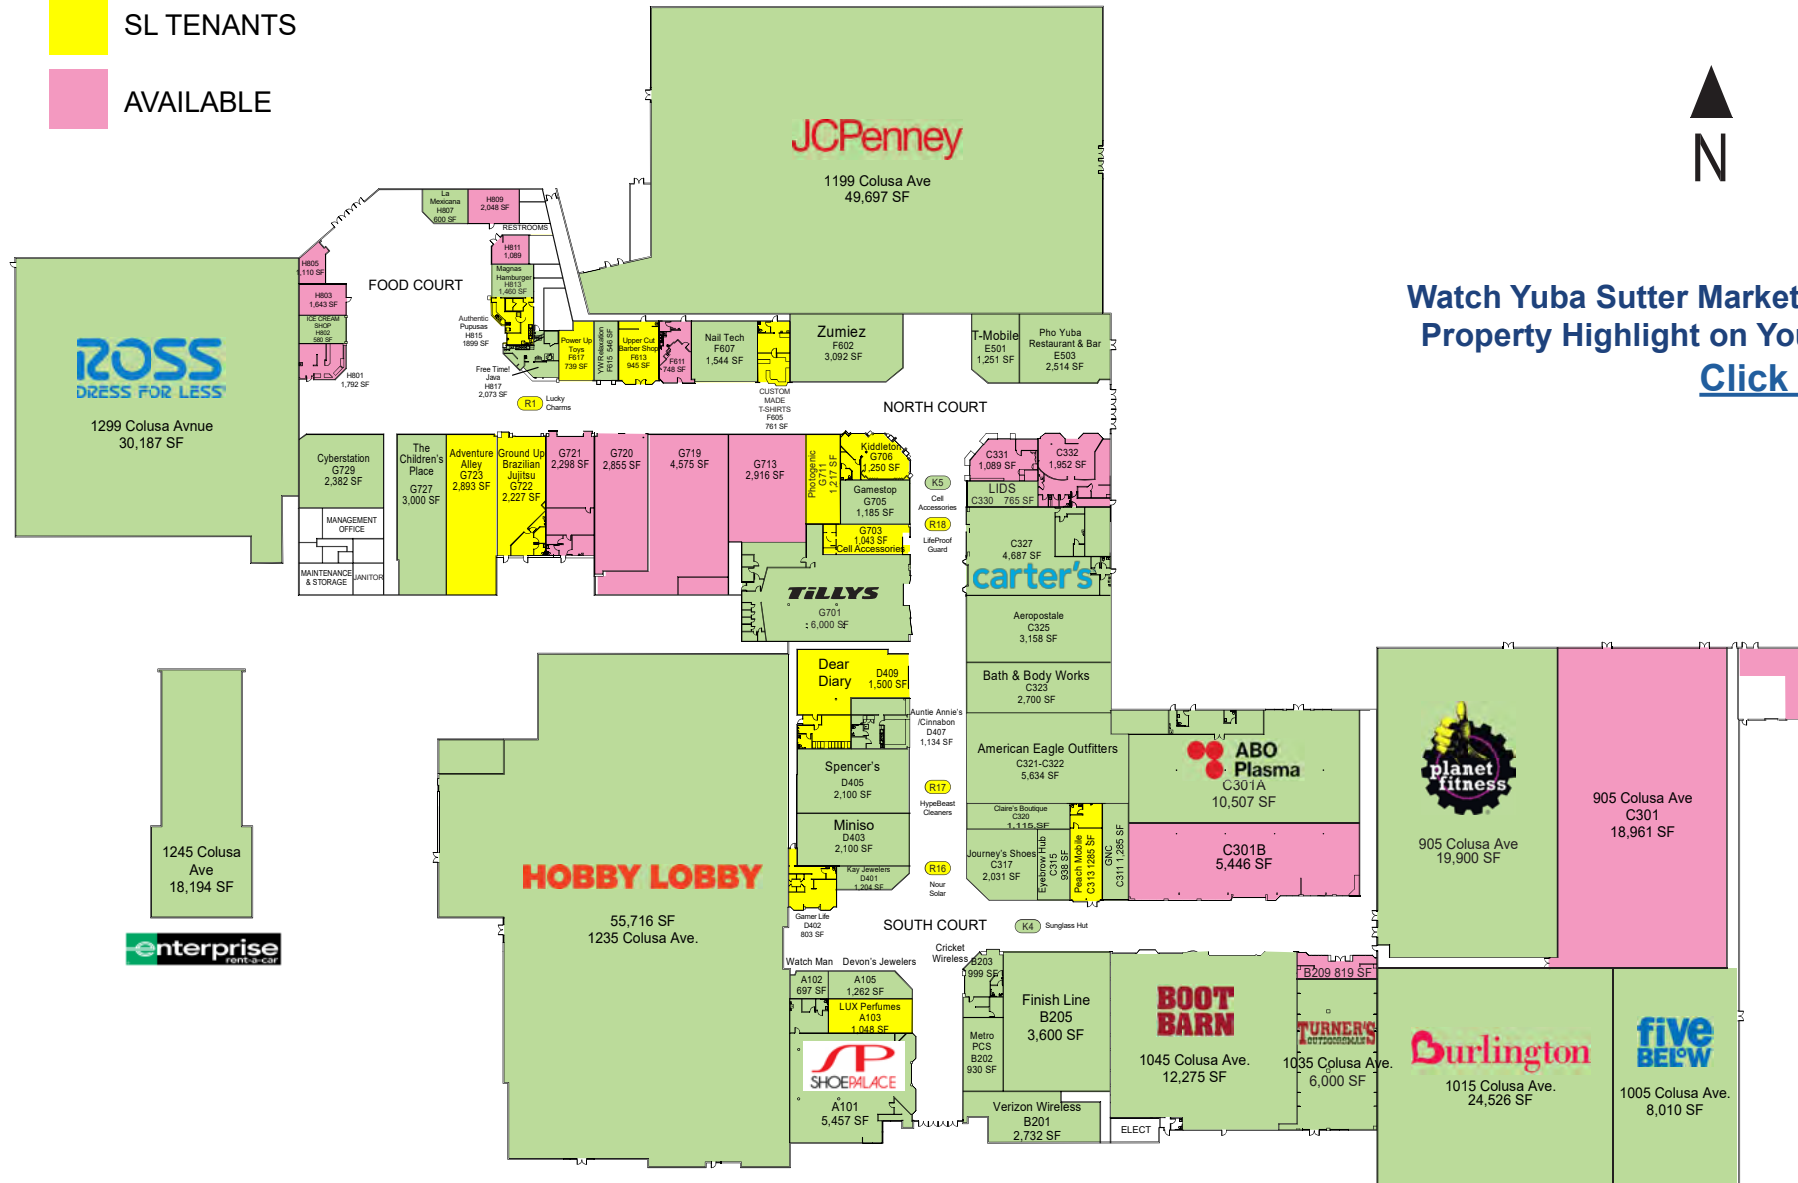 SL TENANTS
AVAILABLE
N
JCPenney
1199 Colusa Ave
49,697 SF
Watch Yuba Sutter Market
Property Highlight on You
Click
La
Mexicana
H807
600 SF
H809
2,048 SF
RESTROOMS
H811
1,089
Magnas
Hamburger
H813
1,460 SF
H805
1,110 SF
H803
1,643 SF
ICE CREAM
SHOP
H802
580 SF
H801
1,792 SF
FOOD COURT
Authentic
Pupusas
H815
1899 SF
Free Time!
Java
H817
2,073 SF
R1
Lucky
Charms
Power Up
Toys
F617
739 SF
YW Relaxation
F615 546 SF
Upper Cut
Barber Shop
F613
945 SF
F611
748 SF
Nail Tech
F607
1,544 SF
CUSTOM
MADE
T-SHIRTS
F605
761 SF
Zumiez
F602
3,092 SF
T-Mobile
E501
1,251 SF
Pho Yuba
Restaurant & Bar
E503
2,514 SF
NORTH COURT
ROSS
DRESS FOR LESS
1299 Colusa Avnue
30,187 SF
Cyberstation
G729
2,382 SF
MANAGEMENT
OFFICE
MAINTENANCE
& STORAGE
JANITOR
The
Children's
Place
G727
3,000 SF
Adventure
Alley
G723
2,893 SF
Ground Up
Brazilian
Jujitsu
G722
2,227 SF
G721
2,298 SF
G720
2,855 SF
G719
4,575 SF
G713
2,916 SF
Photogenic
G711
1,217 SF
Kiddleton
G706
1,250 SF
Gamestop
G705
1,185 SF
G703
1,043 SF
Cell Accessories
TILLYS
G701
6,000 SF
K5
Cell
Accessories
R18
LifeProof
Guard
C331
1,089 SF
C332
1,952 SF
LIDS
C330 765 SF
C327
4,687 SF
carter's
Aeropostale
C325
3,158 SF
Bath & Body Works
C323
2,700 SF
American Eagle Outfitters
C321-C322
5,634 SF
Dear
Diary
D409
1,500 SF
Auntie Annie's
/Cinnabon
D407
1,134 SF
Spencer's
D405
2,100 SF
Miniso
D403
2,100 SF
Kay Jewelers
D401
1,204 SF
Gamer Life
D402
803 SF
R17
HypeBeast
Cleaners
R16
Nour
Solar
Claire's Boutique
C320
1,115 SF
Journey's Shoes
C317
2,031 SF
Eyebrow Hub
C315
938 SF
Peach Mobile
C313 1285 SF
GNC
C311 1,285 SF
ABO
Plasma
C301A
10,507 SF
C301B
5,446 SF
planet
fitness
905 Colusa Ave
19,900 SF
905 Colusa Ave
C301
18,961 SF
1245 Colusa
Ave
18,194 SF
enterprise
rent-a-car
HOBBY LOBBY
55,716 SF
1235 Colusa Ave.
SOUTH COURT
K4
Sunglass Hut
Watch Man
A102
697 SF
Devon's Jewelers
A105
1,262 SF
LUX Perfumes
A103
1,048 SF
SP
SHOEPALACE
A101
5,457 SF
Cricket
Wireless
B203
999 SF
Metro
PCS
B202
930 SF
Finish Line
B205
3,600 SF
Verizon Wireless
B201
2,732 SF
ELECT
BOOT
BARN
1045 Colusa Ave.
12,275 SF
B209 819 SF
TURNER'S
OUTDOORSMAN
1035 Colusa Ave.
6,000 SF
Burlington
1015 Colusa Ave.
24,526 SF
five
BELOW
1005 Colusa Ave.
8,010 SF